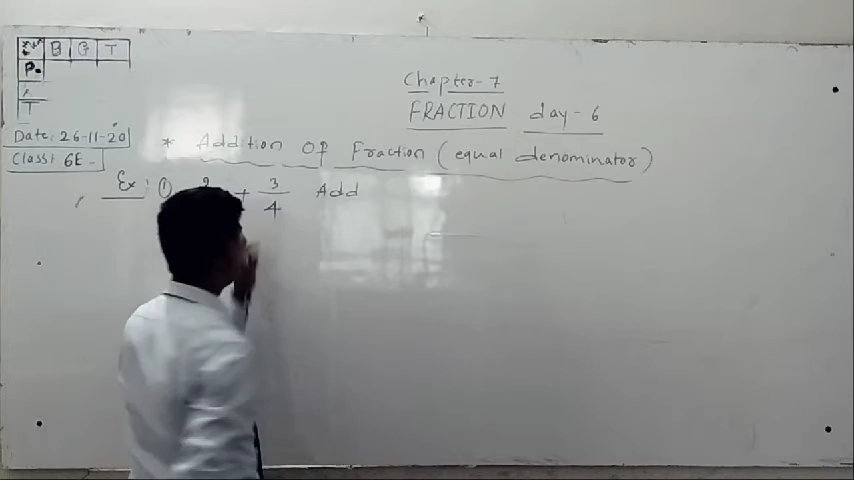 B G T
P.
A
T
Chapter-7
FRACTION day-6
Date: 26-11-20
Class: 6E -
* Addition Of Fraction (equal denominator)
Ex: ① 2 + 3/4 Add